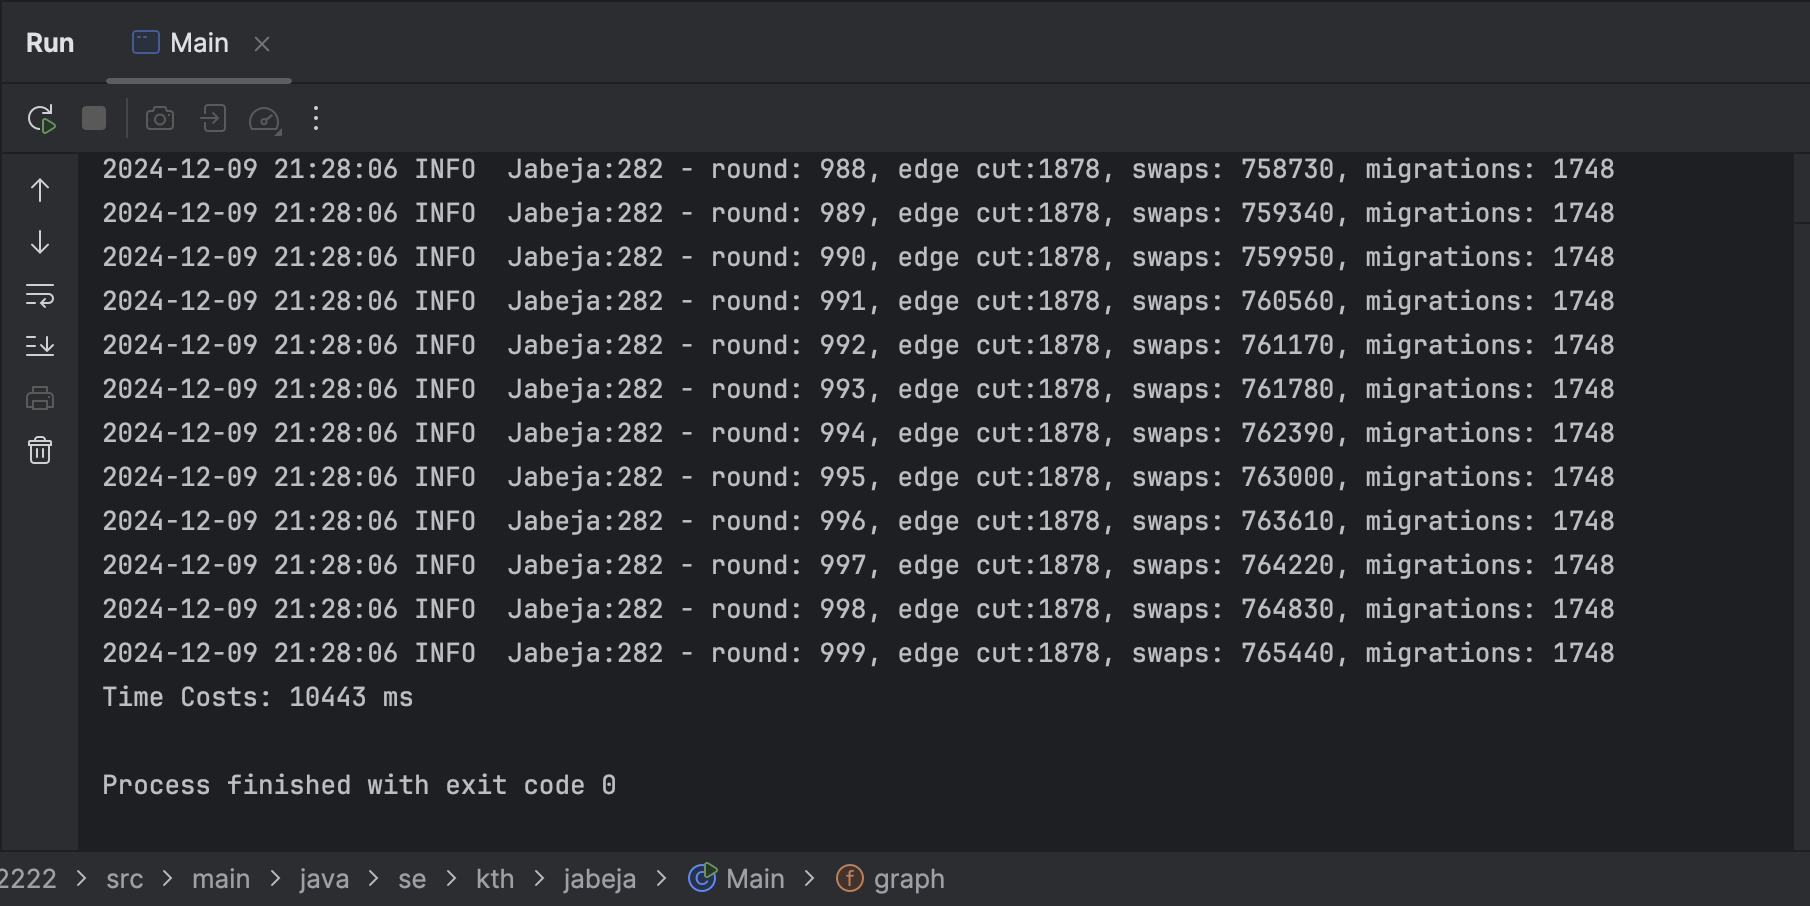 Run Main
2024-12-09 21:28:06 INFO  Jabeja:282 - round: 988, edge cut:1878, swaps: 758730, migrations: 1748
2024-12-09 21:28:06 INFO  Jabeja:282 - round: 989, edge cut:1878, swaps: 759340, migrations: 1748
2024-12-09 21:28:06 INFO  Jabeja:282 - round: 990, edge cut:1878, swaps: 759950, migrations: 1748
2024-12-09 21:28:06 INFO  Jabeja:282 - round: 991, edge cut:1878, swaps: 760560, migrations: 1748
2024-12-09 21:28:06 INFO  Jabeja:282 - round: 992, edge cut:1878, swaps: 761170, migrations: 1748
2024-12-09 21:28:06 INFO  Jabeja:282 - round: 993, edge cut:1878, swaps: 761780, migrations: 1748
2024-12-09 21:28:06 INFO  Jabeja:282 - round: 994, edge cut:1878, swaps: 762390, migrations: 1748
2024-12-09 21:28:06 INFO  Jabeja:282 - round: 995, edge cut:1878, swaps: 763000, migrations: 1748
2024-12-09 21:28:06 INFO  Jabeja:282 - round: 996, edge cut:1878, swaps: 763610, migrations: 1748
2024-12-09 21:28:06 INFO  Jabeja:282 - round: 997, edge cut:1878, swaps: 764220, migrations: 1748
2024-12-09 21:28:06 INFO  Jabeja:282 - round: 998, edge cut:1878, swaps: 764830, migrations: 1748
2024-12-09 21:28:06 INFO  Jabeja:282 - round: 999, edge cut:1878, swaps: 765440, migrations: 1748
Time Costs: 10443 ms
Process finished with exit code 0
2222 > src > main > java > se > kth > jabeja > Main > graph